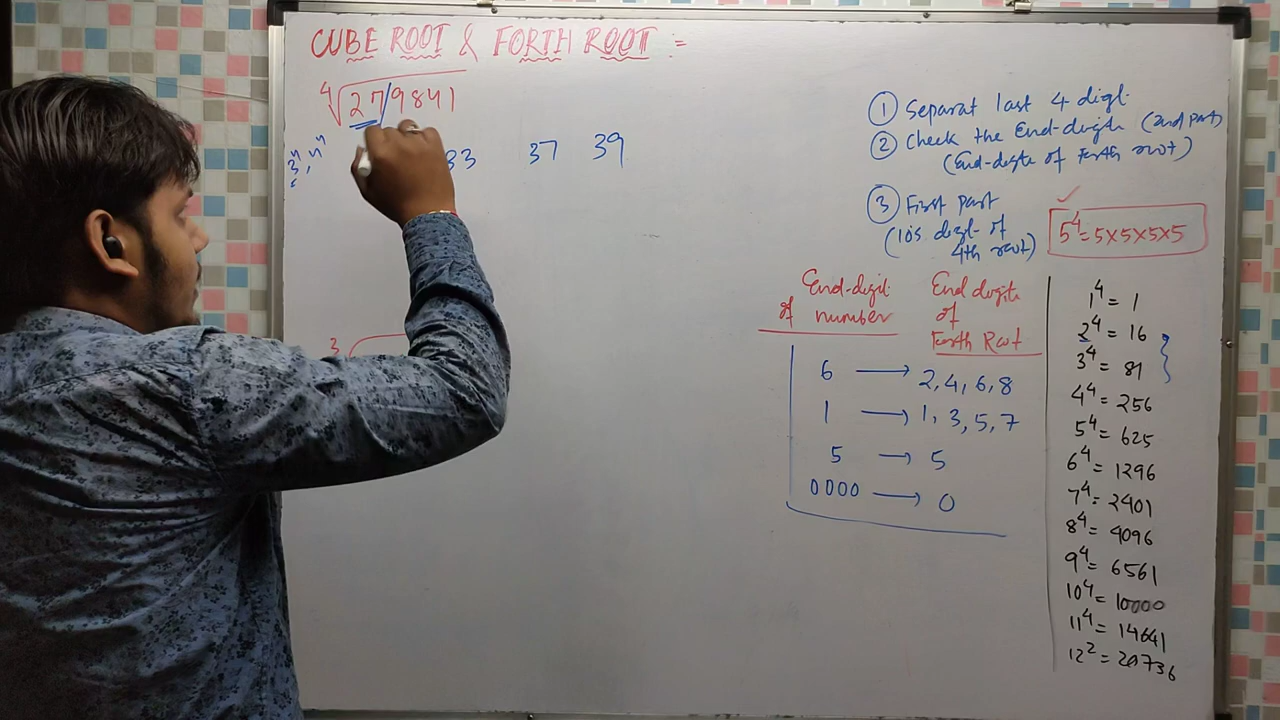 CUBE ROOT & FORTH ROOT =
4√27/9841
33 37 39
3
① Separat last 4 digit.
② Check the End-digit (2nd part)
(End-digit of Forth root)
③ First part
(10's digit of
4th root)
5⁴=5×5×5×5
End-digit
of number
End digit
of
Forth Root
6 → 2,4,6,8
1 → 1,3,5,7
5 → 5
0000 → 0
1⁴= 1
2⁴= 16
3⁴= 81
4⁴= 256
5⁴= 625
6⁴= 1296
7⁴= 2401
8⁴= 4096
9⁴= 6561
10⁴= 10000
11⁴= 14641
12²= 20736